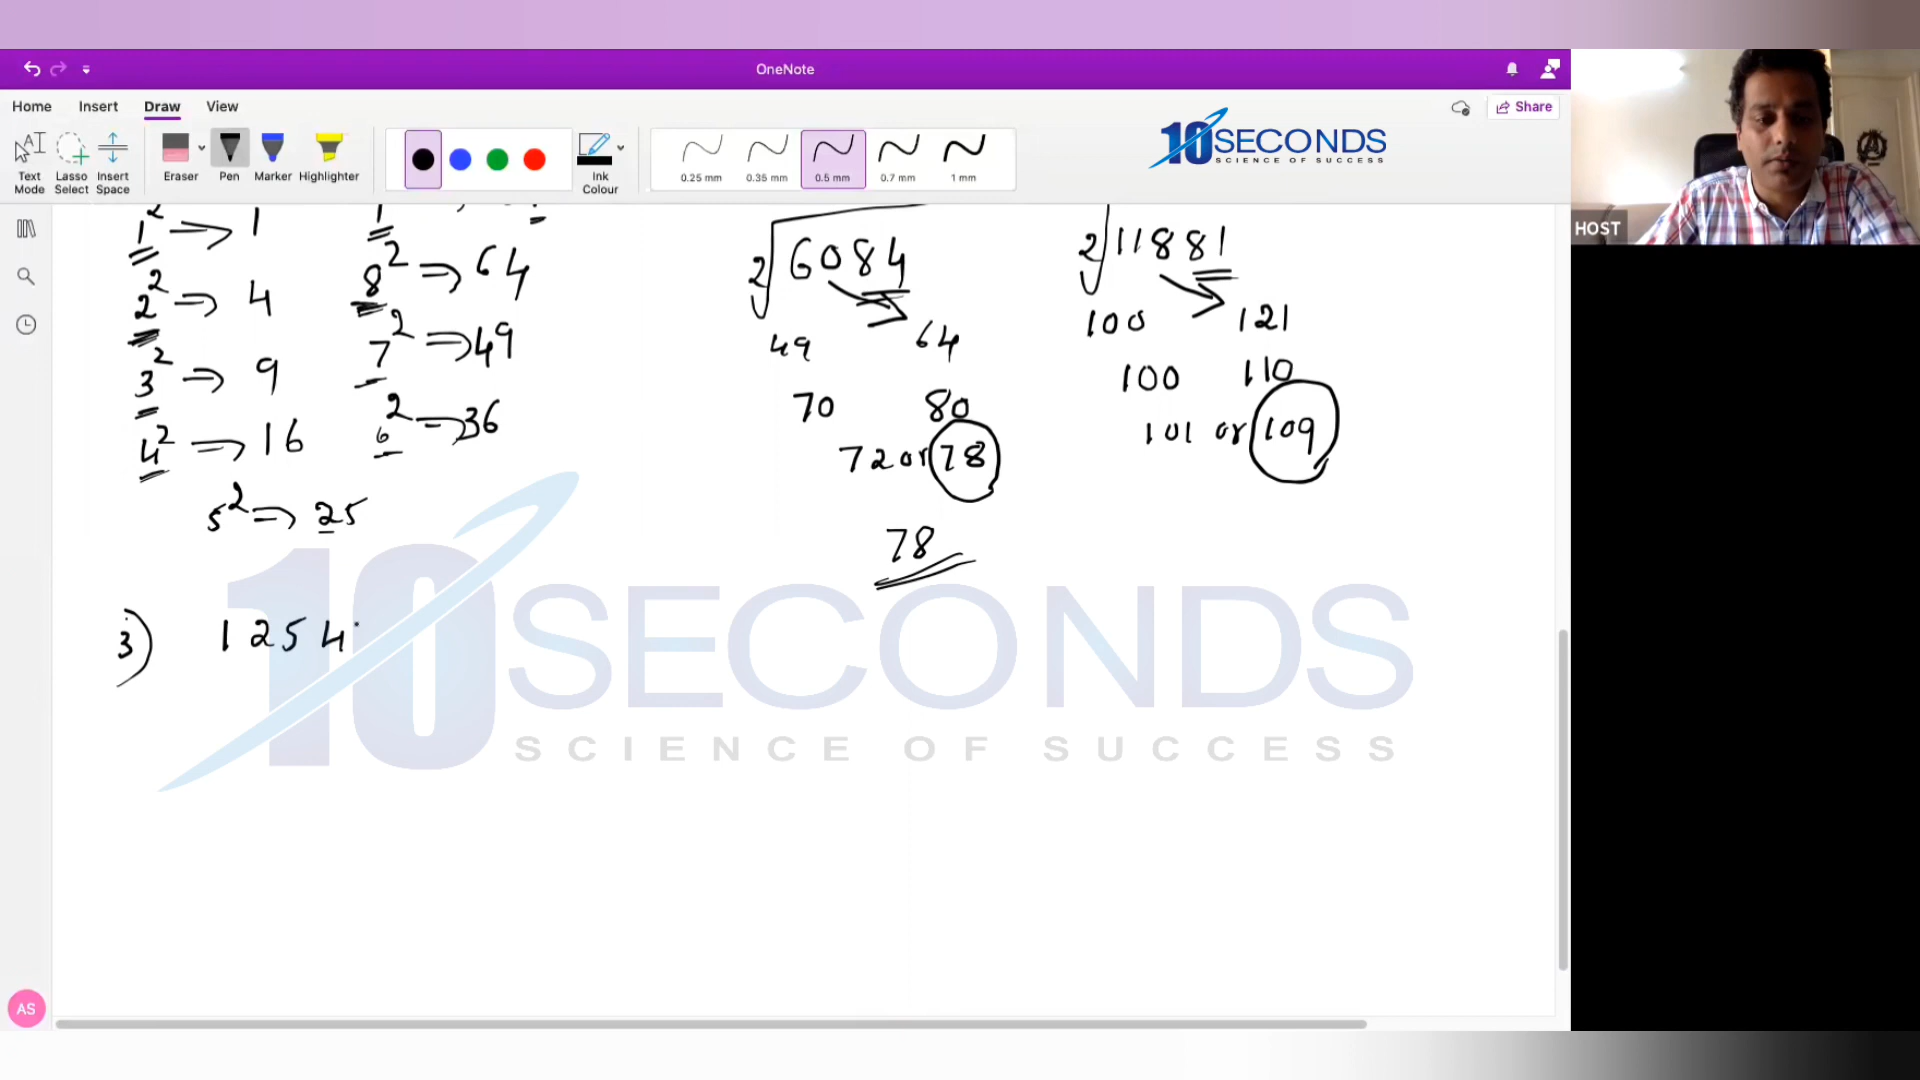 OneNote
Home Insert Draw View
Share
Text Mode
Lasso Select
Insert Space
Eraser
Pen
Marker
Highlighter
Ink Colour
0.25 mm
0.35 mm
0.5 mm
0.7 mm
1 mm
10SECONDS
SCIENCE OF SUCCESS
HOST
1² ⇒ 1
2² ⇒ 4
3² ⇒ 9
4² ⇒ 16
8² ⇒ 64
7² ⇒ 49
6² ⇒ 36
5² ⇒ 25
2√6084
49 64
70 80
72 or 78
78
2√11881
100 121
100 110
101 or 109
3) 1254
10SECONDS
SCIENCE OF SUCCESS
AS